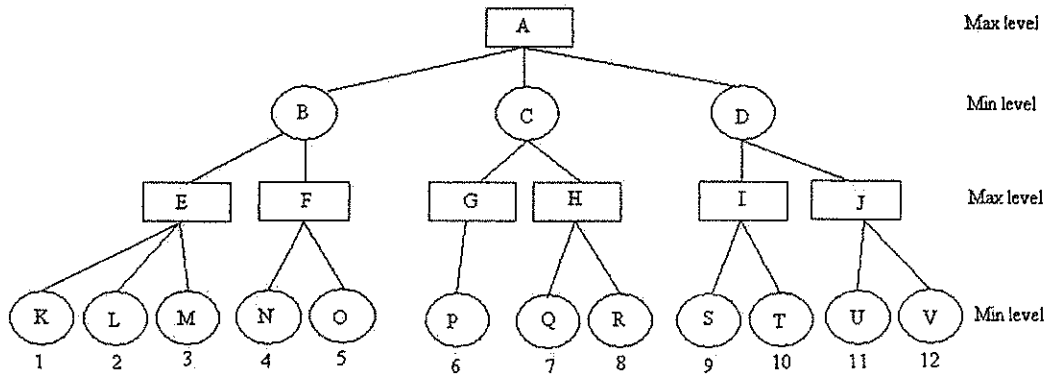 A Max level
B C D Min level
E F G H I J Max level
K L M N O P Q R S T U V Min level
1 2 3 4 5 6 7 8 9 10 11 12